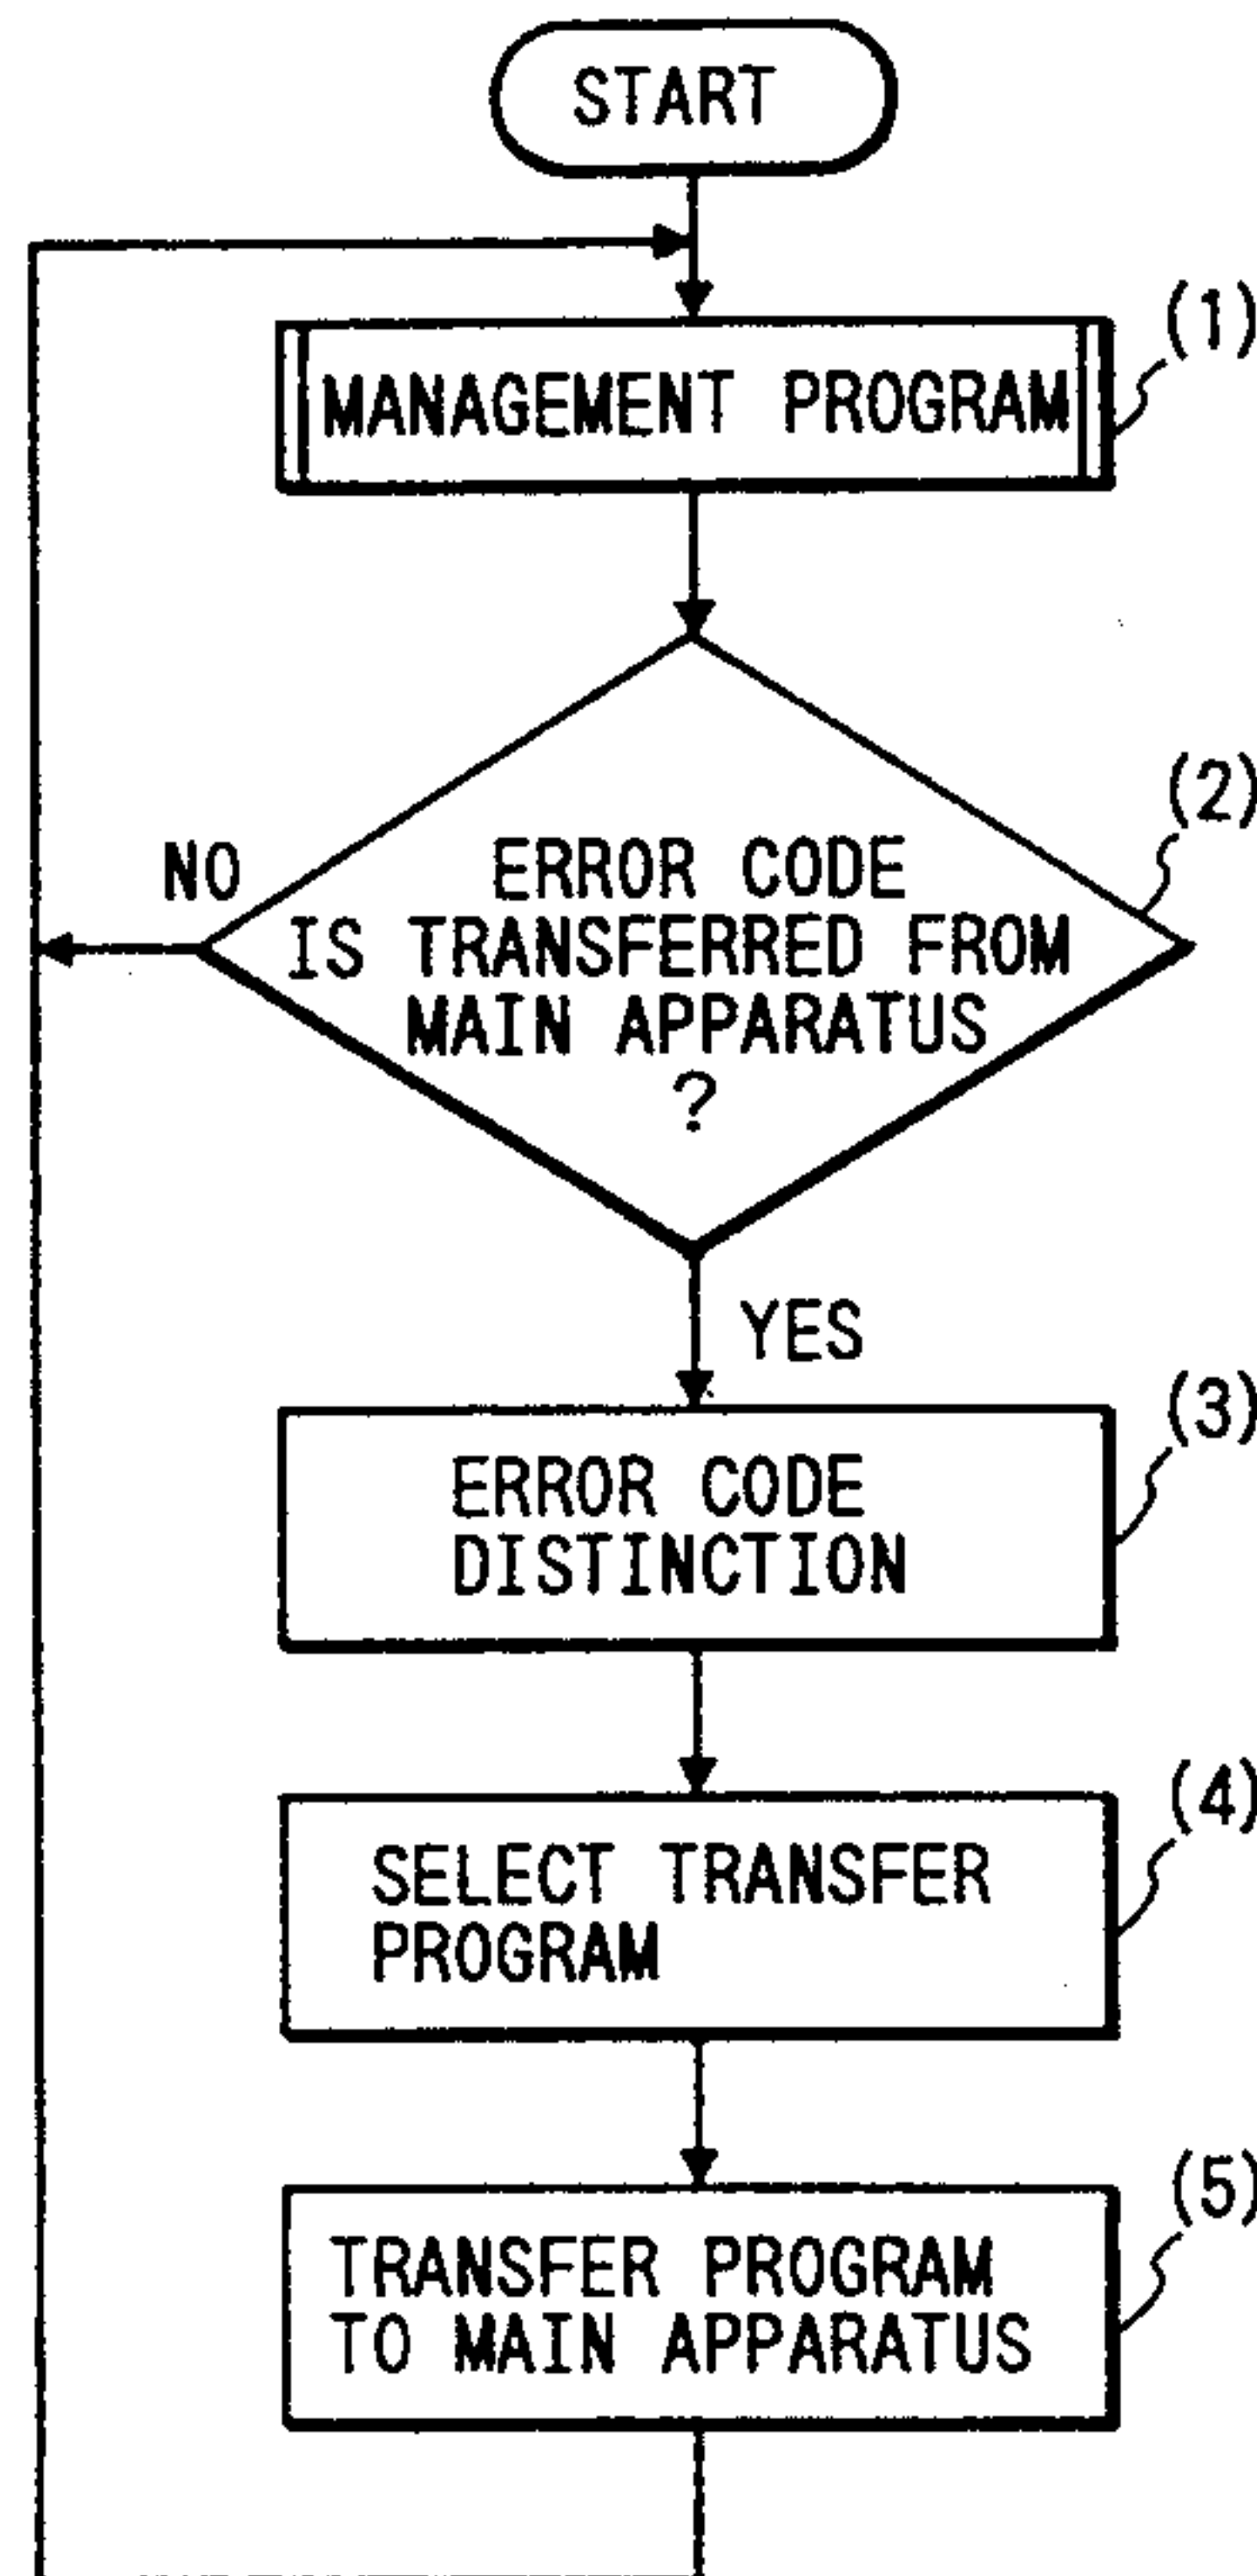 START
(1)
MANAGEMENT PROGRAM
(2)
NO
ERROR CODE
IS TRANSFERRED FROM
MAIN APPARATUS
?
YES
(3)
ERROR CODE
DISTINCTION
(4)
SELECT TRANSFER
PROGRAM
(5)
TRANSFER PROGRAM
TO MAIN APPARATUS